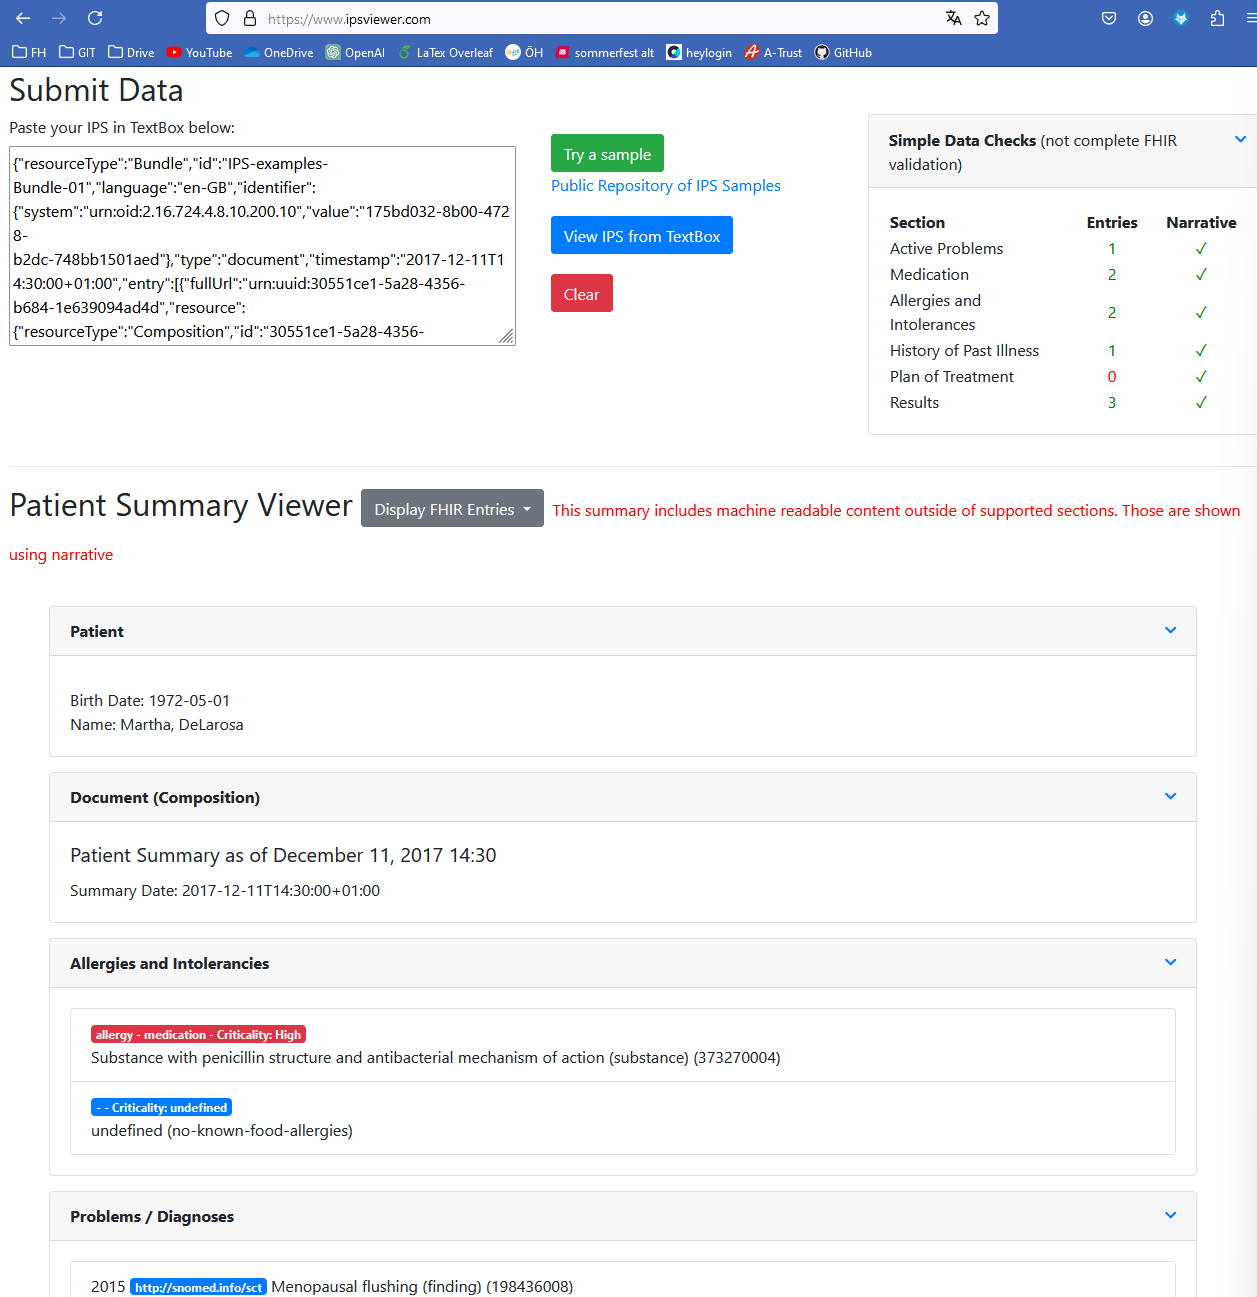 https://www.ipsviewer.com
FH GIT Drive YouTube OneDrive OpenAI LaTex Overleaf ÖH sommerfest alt heylogin A-Trust GitHub
Submit Data
Paste your IPS in TextBox below:
{"resourceType":"Bundle","id":"IPS-examples-
Bundle-01","language":"en-GB","identifier":
{"system":"urn:oid:2.16.724.4.8.10.200.10","value":"175bd032-8b00-472
8-
b2dc-748bb1501aed"},"type":"document","timestamp":"2017-12-11T1
4:30:00+01:00","entry":[{"fullUrl":"urn:uuid:30551ce1-5a28-4356-
b684-1e639094ad4d","resource":
{"resourceType":"Composition","id":"30551ce1-5a28-4356-
Try a sample
Public Repository of IPS Samples
View IPS from TextBox
Clear
Simple Data Checks (not complete FHIR
validation)
Section Entries Narrative
Active Problems 1 ✓
Medication 2 ✓
Allergies and
Intolerances 2 ✓
History of Past Illness 1 ✓
Plan of Treatment 0 ✓
Results 3 ✓
Patient Summary Viewer Display FHIR Entries This summary includes machine readable content outside of supported sections. Those are shown
using narrative
Patient
Birth Date: 1972-05-01
Name: Martha, DeLarosa
Document (Composition)
Patient Summary as of December 11, 2017 14:30
Summary Date: 2017-12-11T14:30:00+01:00
Allergies and Intolerancies
allergy - medication - Criticality: High
Substance with penicillin structure and antibacterial mechanism of action (substance) (373270004)
- - Criticality: undefined
undefined (no-known-food-allergies)
Problems / Diagnoses
2015 http://snomed.info/sct Menopausal flushing (finding) (198436008)